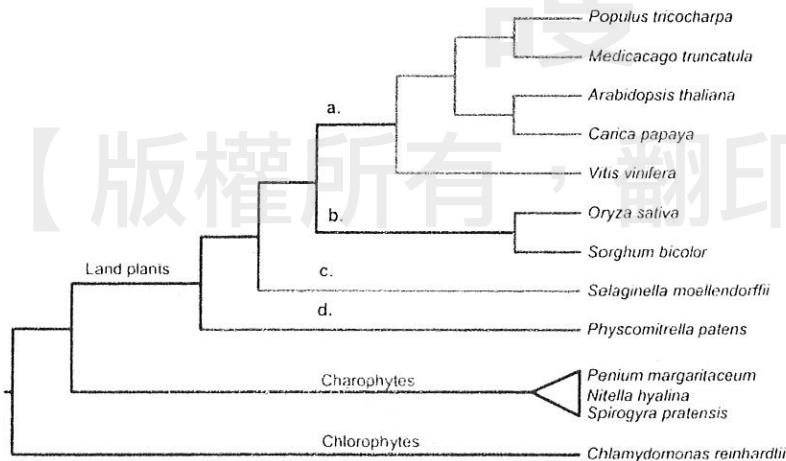 Populus tricocharpa
Medicacago truncatula
Arabidopsis thaliana
a.
Carica papaya
【版權所有，翻印
Vitis vinifera
b.
Oryza sativa
Sorghum bicolor
c.
Land plants
Selaginella moellendorffii
d.
Physcomitrella patens
Charophytes
Penium margaritaceum
Nitella hyalina
Spirogyra pratensis
Chlorophytes
Chlamydomonas reinhardtii